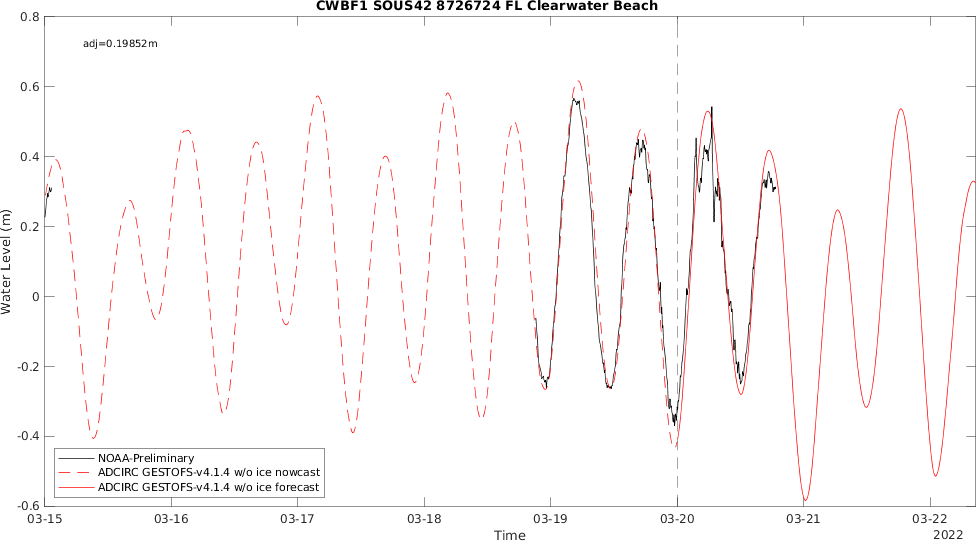 CWBF1 SOUS42 8726724 FL Clearwater Beach
adj=0.19852m
0.8
0.6
0.4
0.2
0
-0.2
-0.4
-0.6
Water Level (m)
NOAA-Preliminary
ADCIRC GESTOFS-v4.1.4 w/o ice nowcast
ADCIRC GESTOFS-v4.1.4 w/o ice forecast
03-15 03-16 03-17 03-18 03-19 03-20 03-21 03-22
Time
2022